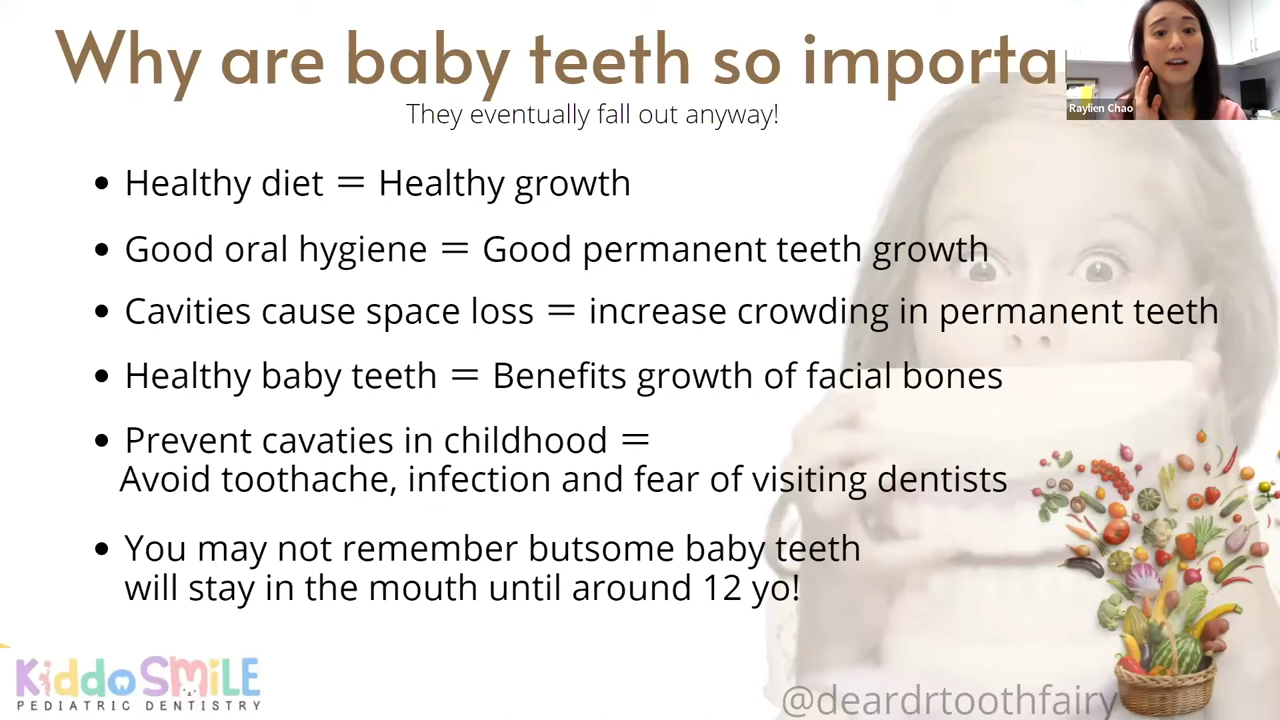 Why are baby teeth so importa
Raylien Chao
They eventually fall out anyway!
• Healthy diet = Healthy growth
• Good oral hygiene = Good permanent teeth growth
• Cavities cause space loss = increase crowding in permanent teeth
• Healthy baby teeth = Benefits growth of facial bones
• Prevent cavaties in childhood =
Avoid toothache, infection and fear of visiting dentists
• You may not remember butsome baby teeth
will stay in the mouth until around 12 yo!
KiddoSMiLE
PEDIATRIC DENTISTRY
@deardrtoothfairy